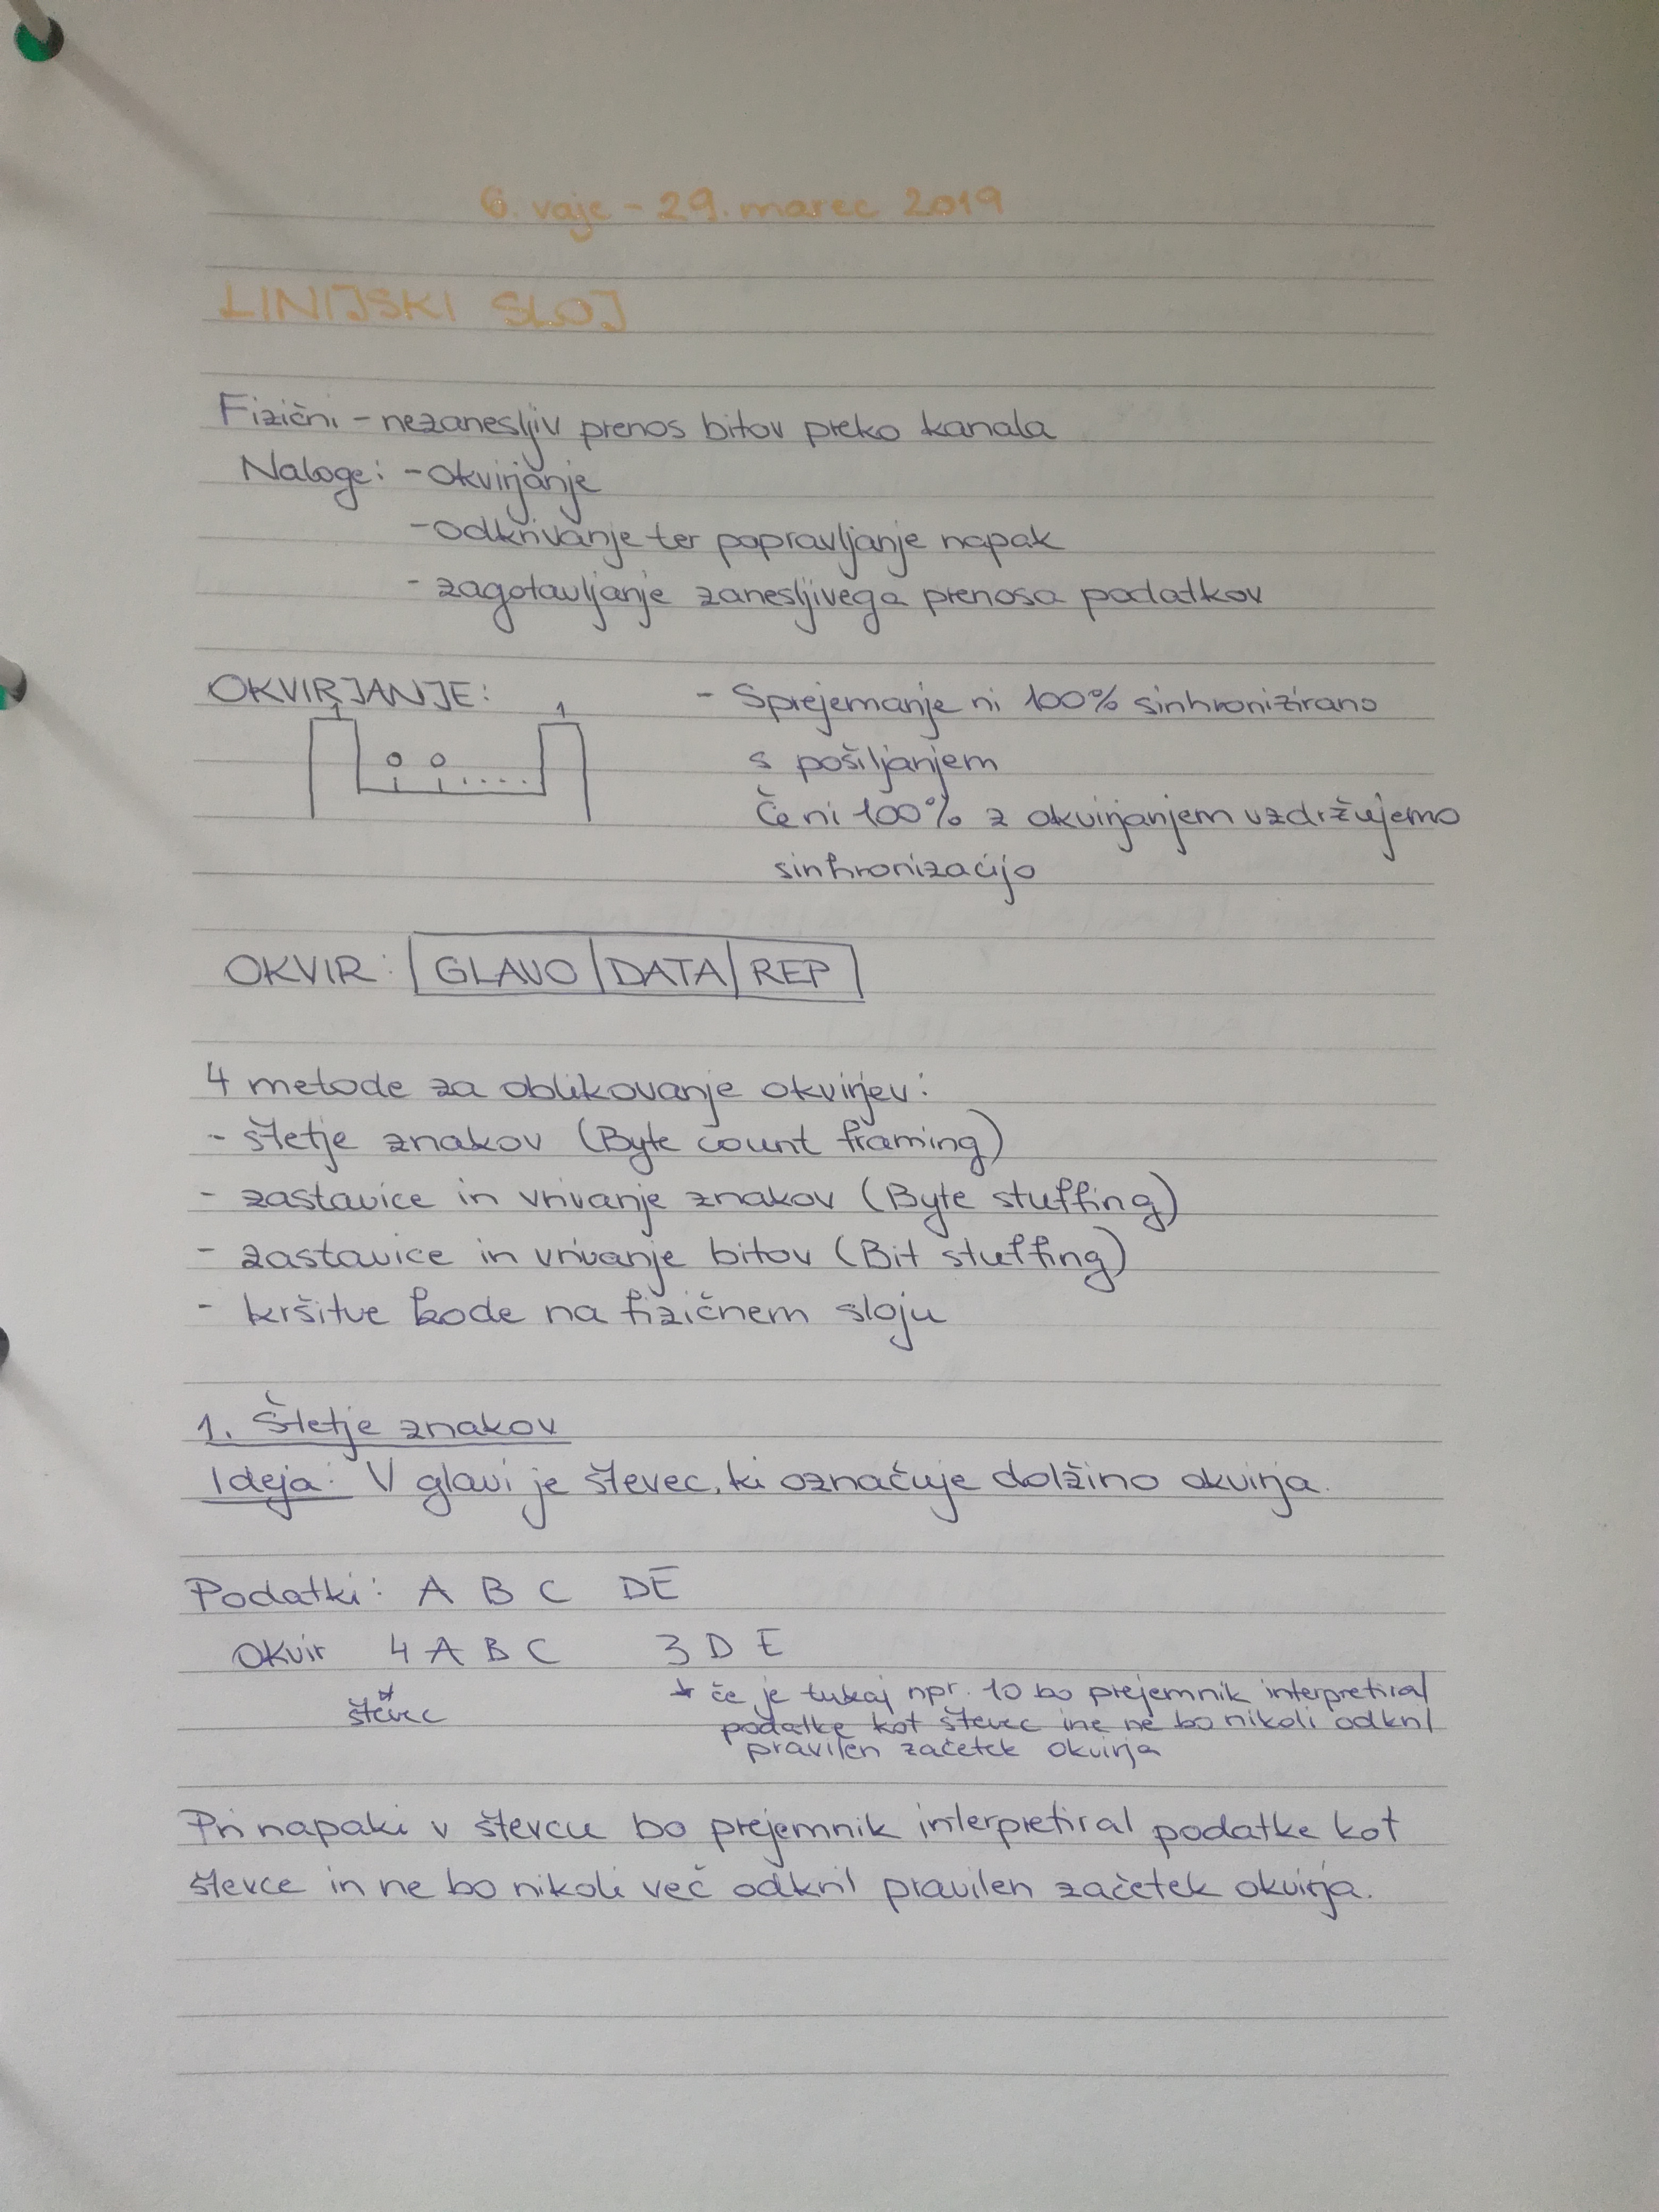 6. vaje - 29. marec 2019
LINIJSKI SLOJ
Fizični - nezanesljiv prenos bitov preko kanala
Naloge: - okvirjanje
- odkrivanje ter popravljanje napak
- zagotavljanje zanesljivega prenosa podatkov
OKVIRJANJE:
1 0 0 ..... 1
- Sprejemanje ni 100% sinhronizirano
s pošiljanjem
Če ni 100% z okvirjanjem vzdržujemo
sinhronizacijo
OKVIR: | GLAVO | DATA | REP |
4 metode za oblikovanje okvirjev:
- štetje znakov (Byte count framing)
- zastavice in vrivanje znakov (Byte stuffing)
- zastavice in vrivanje bitov (Bit stuffing)
- kršitve kode na fizičnem sloju
1. Štetje znakov
Ideja: V glavi je števec, ki označuje dolžino okvirja.
Podatki: A B C DE
Okvir 4 A B C 3 D E
števec
* če je tukaj npr. 10 bo prejemnik interpretiral
podatke kot števec ine ne bo nikoli odkril
pravilen začetek okvirja
Pri napaki v števcu bo prejemnik interpretiral podatke kot
števce in ne bo nikoli več odkril pravilen začetek okvirja.